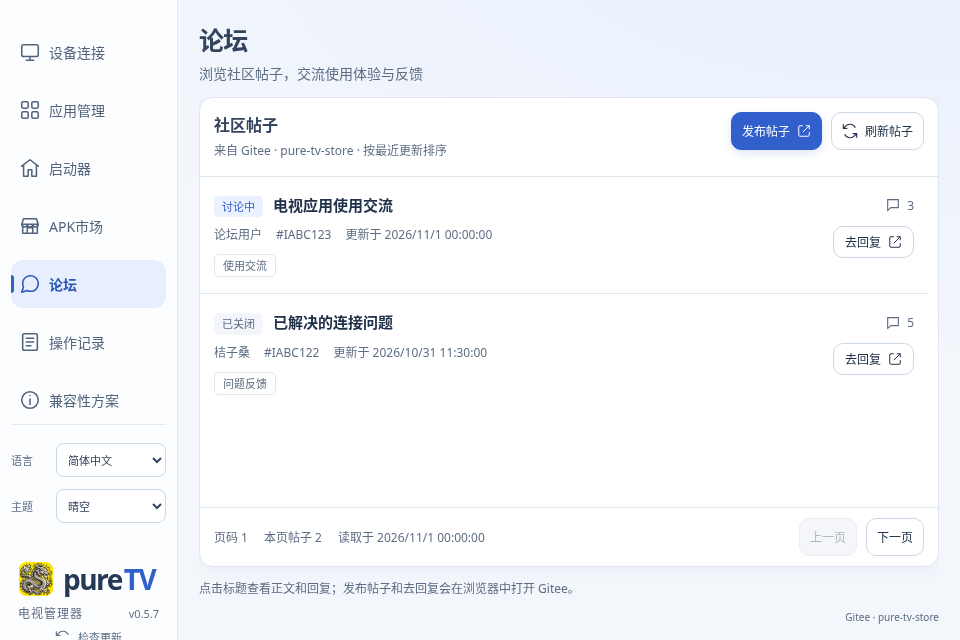 设备连接
应用管理
启动器
APK市场
论坛
操作记录
兼容性方案
语言 简体中文
主题 晴空
pureTV
电视管理器 v0.5.7
检查更新
论坛
浏览社区帖子，交流使用体验与反馈
社区帖子
来自 Gitee · pure-tv-store · 按最近更新排序
发布帖子 刷新帖子
讨论中 电视应用使用交流 3
论坛用户 #IABC123 更新于 2026/11/1 00:00:00
去回复
使用交流
已关闭 已解决的连接问题 5
桔子桑 #IABC122 更新于 2026/10/31 11:30:00
去回复
问题反馈
页码 1 本页帖子 2 读取于 2026/11/1 00:00:00
上一页 下一页
点击标题查看正文和回复；发布帖子和去回复会在浏览器中打开 Gitee。
Gitee · pure-tv-store